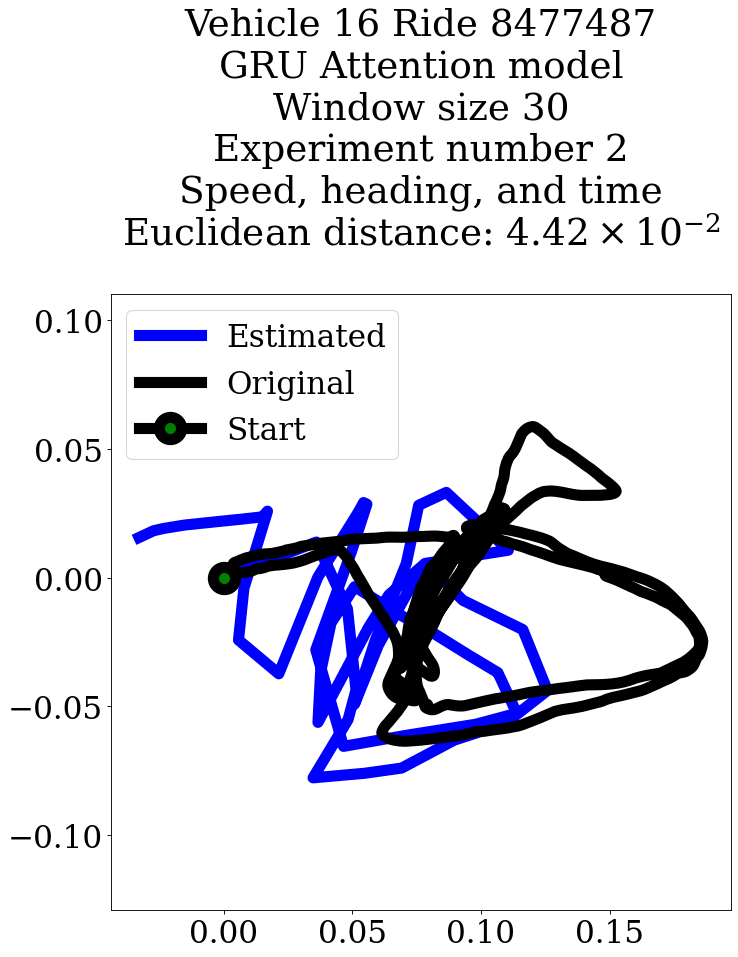 Vehicle 16 Ride 8477487
GRU Attention model
Window size 30
Experiment number 2
Speed, heading, and time
Euclidean distance: 4.42 × 10⁻²
Estimated
Original
Start
0.10
0.05
0.00
−0.05
−0.10
0.00 0.05 0.10 0.15